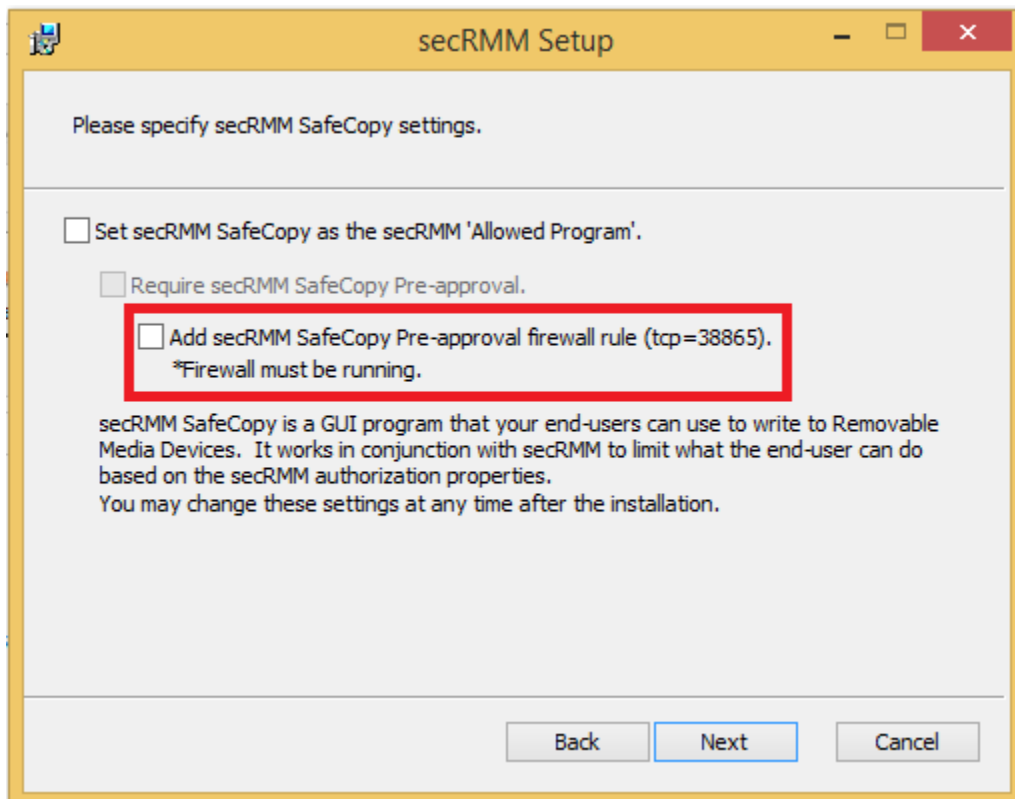 secRMM Setup
Please specify secRMM SafeCopy settings.
Set secRMM SafeCopy as the secRMM 'Allowed Program'.
Require secRMM SafeCopy Pre-approval.
Add secRMM SafeCopy Pre-approval firewall rule (tcp=38865).
*Firewall must be running.
secRMM SafeCopy is a GUI program that your end-users can use to write to Removable
Media Devices.  It works in conjunction with secRMM to limit what the end-user can do
based on the secRMM authorization properties.
You may change these settings at any time after the installation.
Back Next Cancel